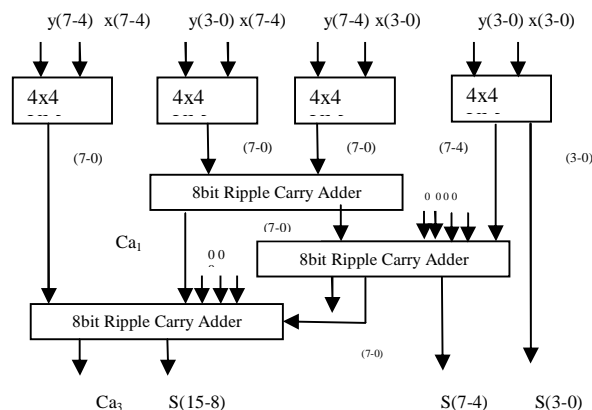 y(7-4) x(7-4) y(3-0) x(7-4) y(7-4) x(3-0) y(3-0) x(3-0)
4x4 4x4 4x4 4x4
(7-0) (7-0) (7-0) (7-4) (3-0)
8bit Ripple Carry Adder
0 0 0 0
(7-0)
Ca1
0 0
8bit Ripple Carry Adder
8bit Ripple Carry Adder
(7-0)
Ca3 S(15-8) S(7-4) S(3-0)